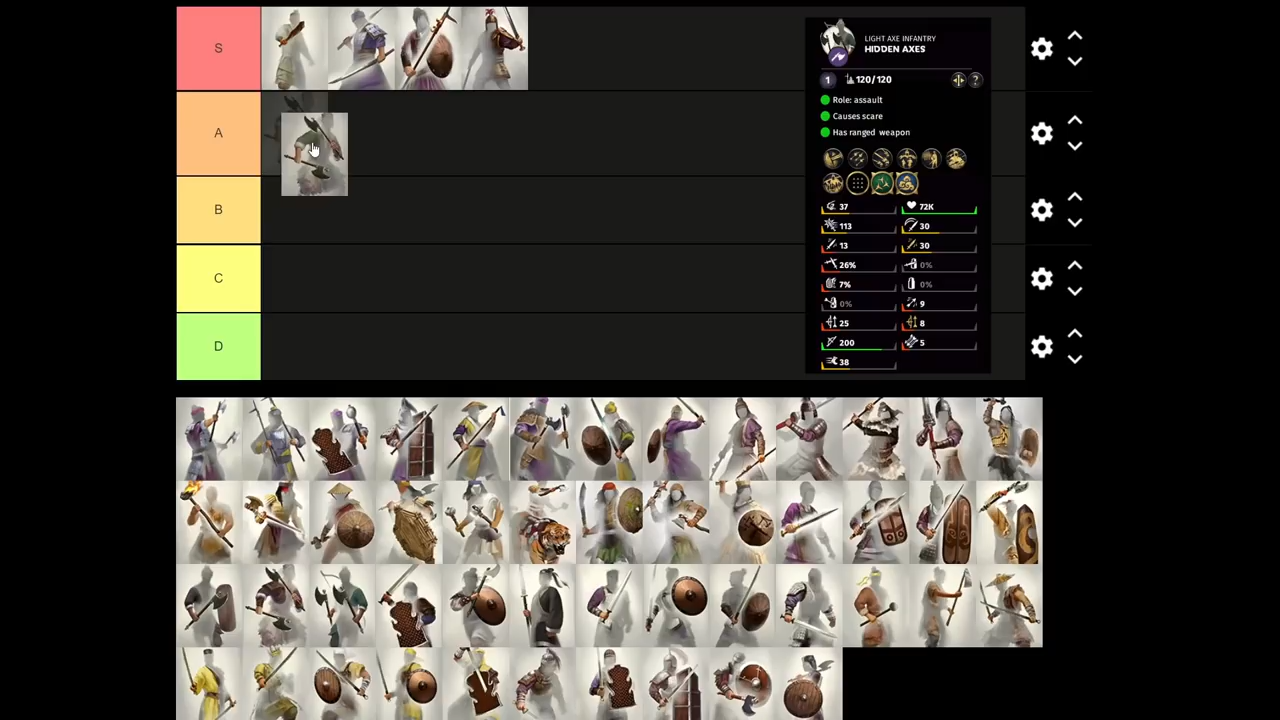 S
A
B
C
D
LIGHT AXE INFANTRY
HIDDEN AXES
1 120/120 ?
Role: assault
Causes scare
Has ranged weapon
37 72K
113 30
13 30
26% 0%
7% 0%
0% 9
25 8
200 5
38